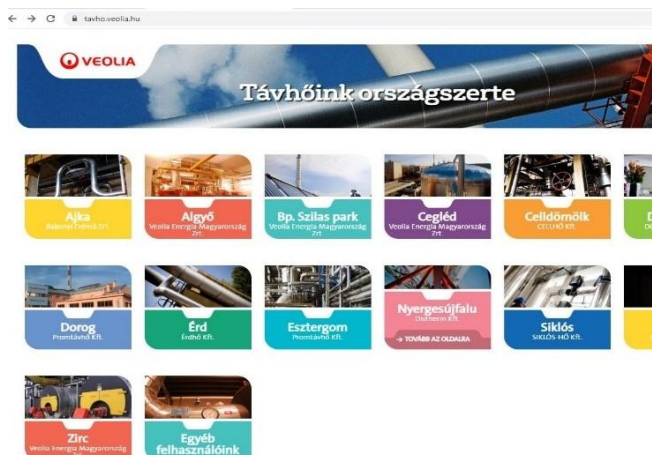 tavho.veolia.hu
VEOLIA
Távhőink országszerte
Ajka
Bakonyi Erőmű Zrt.
Algyő
Veolia Energia Magyarország
Zrt.
Bp. Szilas park
Veolia Energia Magyarország
Zrt.
Cegléd
Veolia Energia Magyarország
Zrt.
Celldömölk
CELLHŐ Kft.
Dorog
Promtávhő Kft.
Érd
Érdhő Kft.
Esztergom
Promtávhő Kft.
Nyergesújfalu
Distherm Kft.
→ TOVÁBB AZ OLDALRA
Siklós
SIKLÓS-HŐ Kft.
Zirc
Veolia Energia Magyarország
Zrt.
Egyéb
felhasználóink